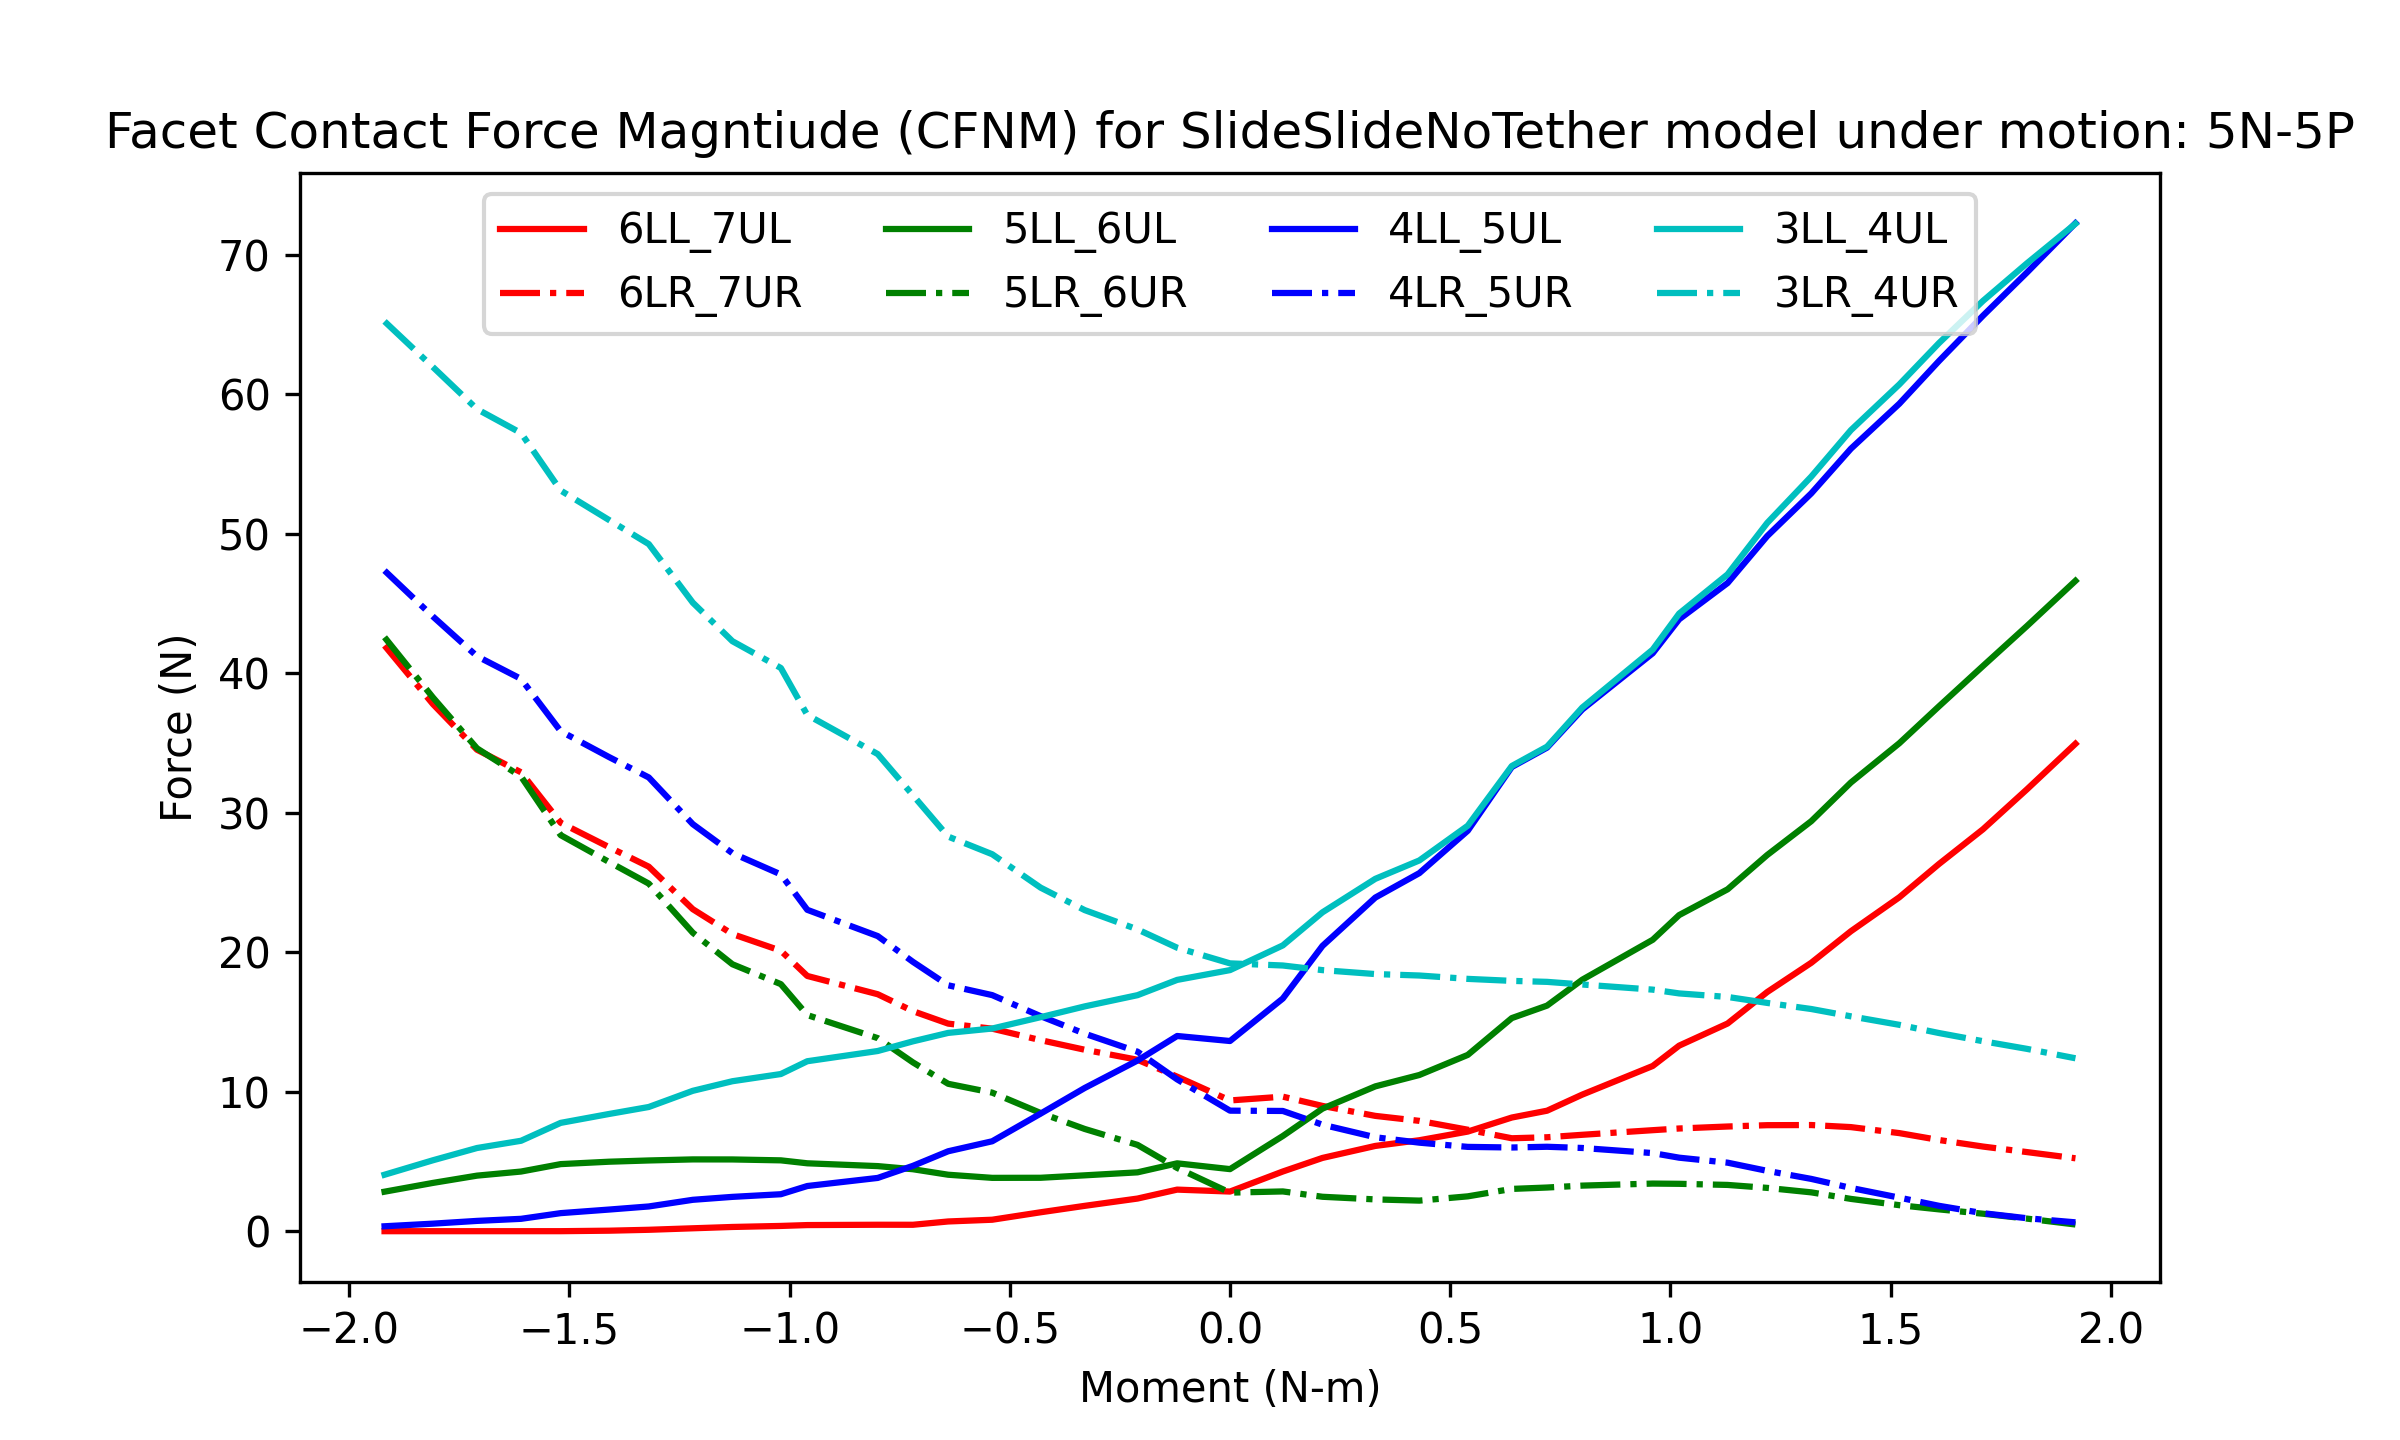 Facet Contact Force Magntiude (CFNM) for SlideSlideNoTether model under motion: 5N-5P
6LL_7UL 5LL_6UL 4LL_5UL 3LL_4UL
6LR_7UR 5LR_6UR 4LR_5UR 3LR_4UR
70
60
50
40
30
20
10
0
Force (N)
−2.0 −1.5 −1.0 −0.5 0.0 0.5 1.0 1.5 2.0
Moment (N-m)